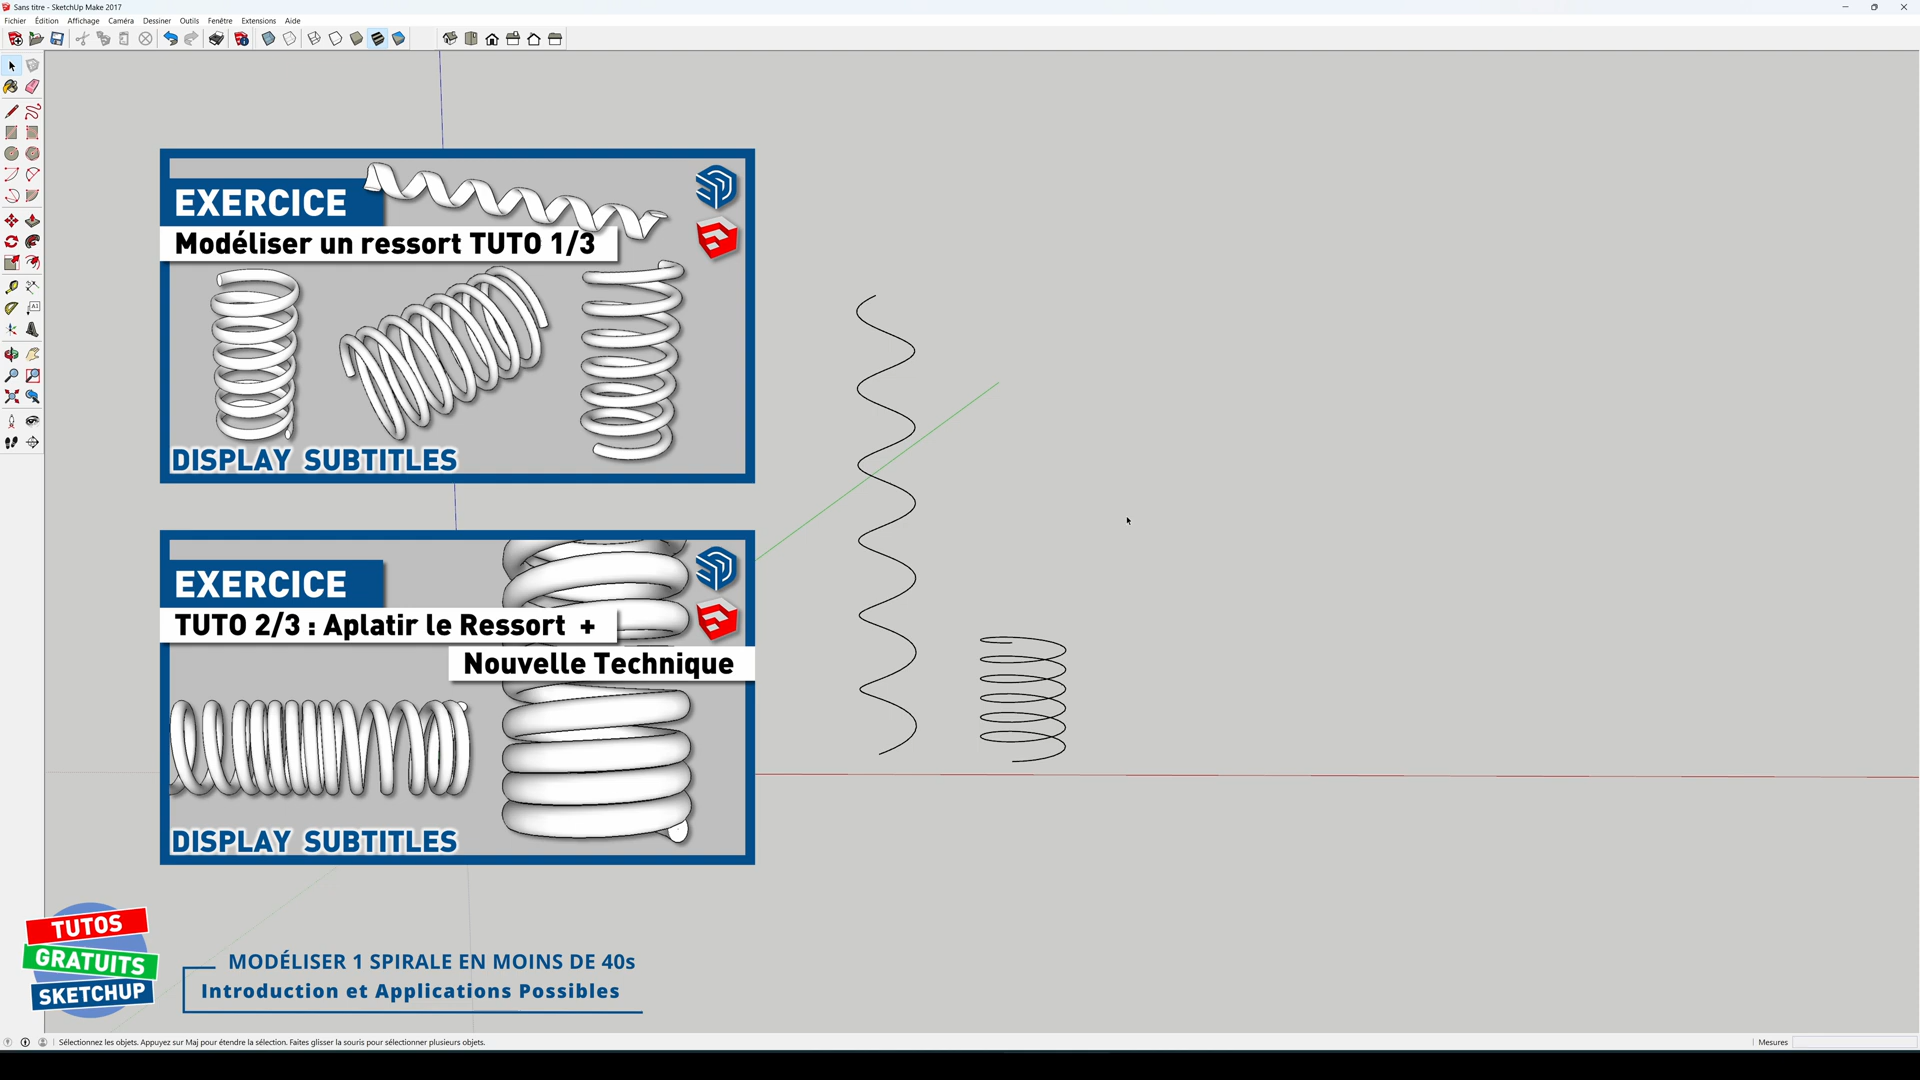 Sans titre - SketchUp Make 2017
Fichier Édition Affichage Caméra Dessiner Outils Fenêtre Extensions Aide
EXERCICE
Modéliser un ressort TUTO 1/3
DISPLAY SUBTITLES
EXERCICE
TUTO 2/3 : Aplatir le Ressort +
Nouvelle Technique
DISPLAY SUBTITLES
TUTOS
GRATUITS
SKETCHUP
MODÉLISER 1 SPIRALE EN MOINS DE 40s
Introduction et Applications Possibles
Sélectionnez les objets. Appuyez sur Maj pour étendre la sélection. Faites glisser la souris pour sélectionner plusieurs objets.
Mesures